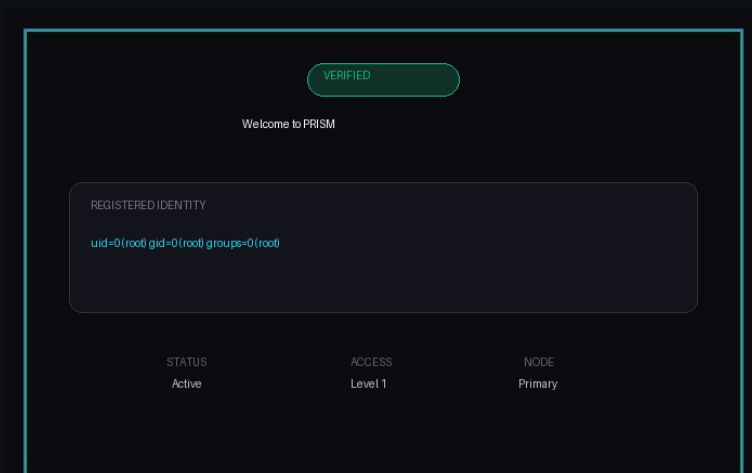 VERIFIED
Welcome to PRISM
REGISTERED IDENTITY
uid=0(root) gid=0(root) groups=0(root)
STATUS ACCESS NODE
Active Level 1 Primary